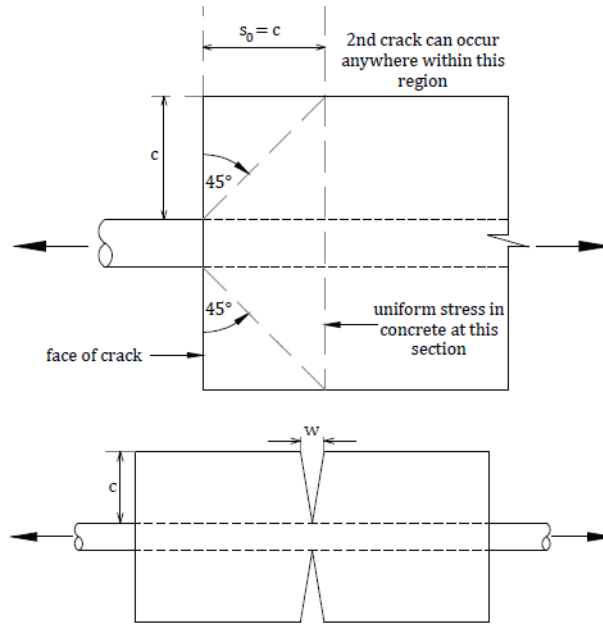 s₀ = c
2nd crack can occur
anywhere within this
region
c
45°
45°
uniform stress in
concrete at this
section
face of crack
w
c